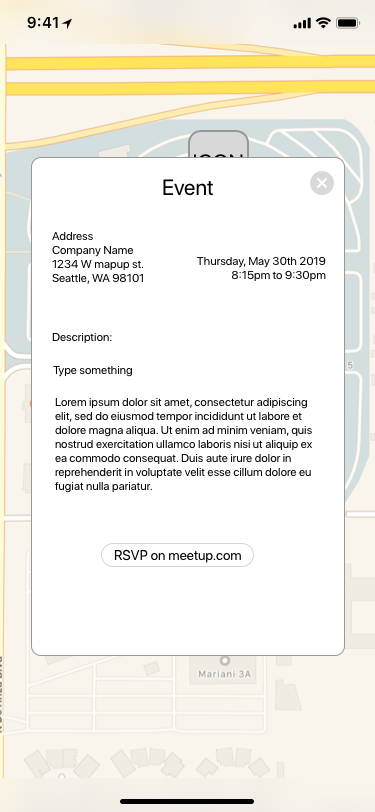 9:41
ICON
Event
Address
Company Name
1234 W mapup st.
Seattle, WA 98101
Thursday, May 30th 2019
8:15pm to 9:30pm
Description:
Type something
Lorem ipsum dolor sit amet, consectetur adipiscing
elit, sed do eiusmod tempor incididunt ut labore et
dolore magna aliqua. Ut enim ad minim veniam, quis
nostrud exercitation ullamco laboris nisi ut aliquip ex
ea commodo consequat. Duis aute irure dolor in
reprehenderit in voluptate velit esse cillum dolore eu
fugiat nulla pariatur.
RSVP on meetup.com
Mariani 3A